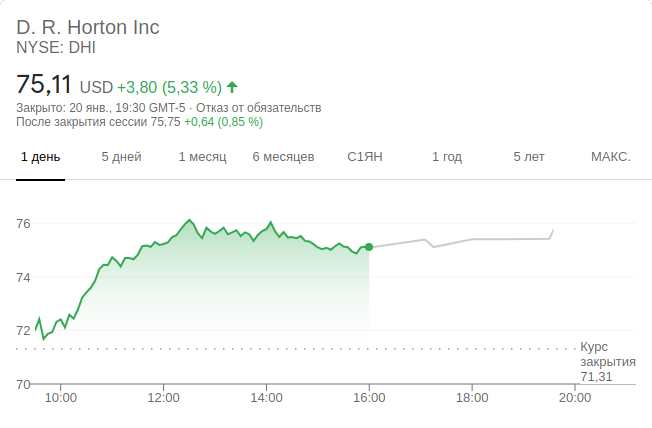 D. R. Horton Inc
NYSE: DHI
75,11 USD +3,80 (5,33 %)
Закрыто: 20 янв., 19:30 GMT-5 · Отказ от обязательств
После закрытия сессии 75,75 +0,64 (0,85 %)
1 день 5 дней 1 месяц 6 месяцев С1ЯН 1 год 5 лет МАКС.
76
74
72
Курс
закрытия
71,31
70
10:00 12:00 14:00 16:00 18:00 20:00